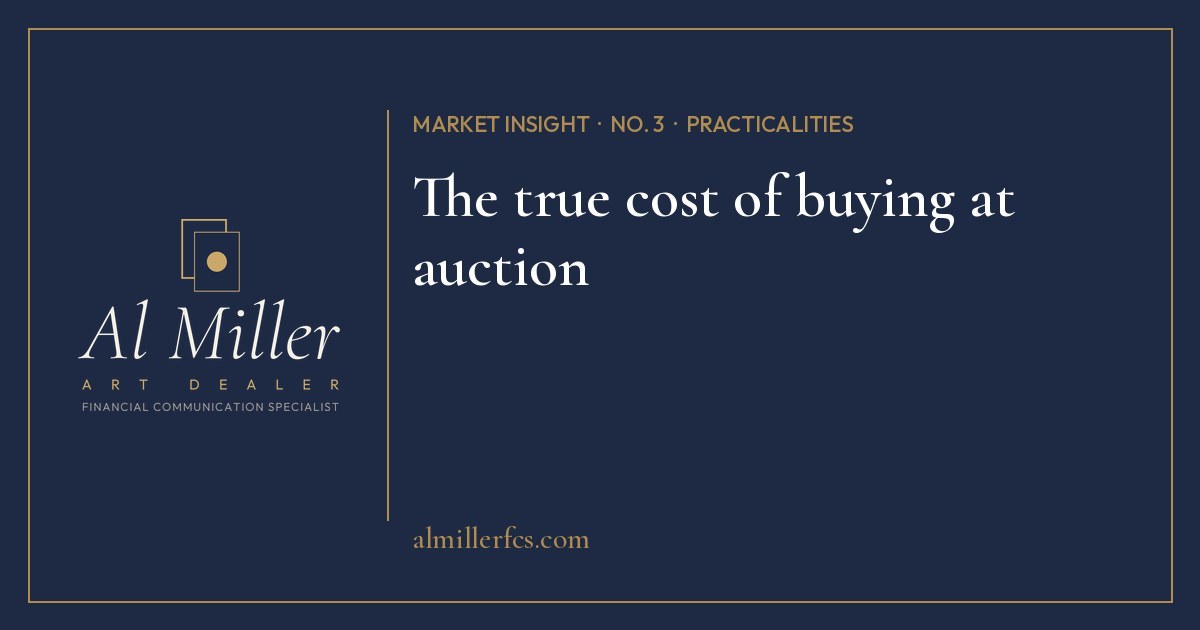 MARKET INSIGHT · NO. 3 · PRACTICALITIES
The true cost of buying at
auction
Al Miller
ART DEALER
FINANCIAL COMMUNICATION SPECIALIST
almillerfcs.com